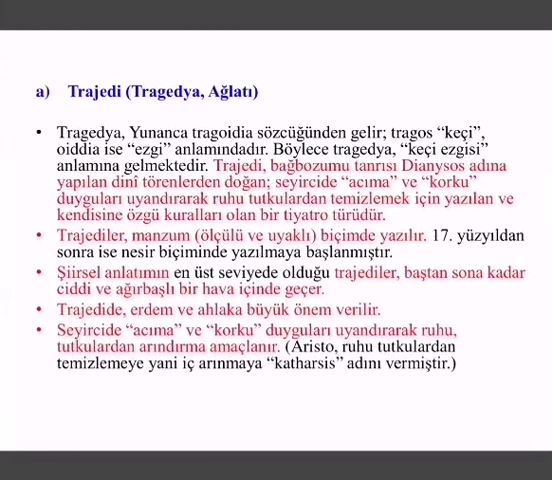 a) Trajedi (Tragedya, Ağlatı)
• Tragedya, Yunanca tragoidia sözcüğünden gelir; tragos “keçi”,
oiddia ise “ezgi” anlamındadır. Böylece tragedya, “keçi ezgisi”
anlamına gelmektedir. Trajedi, bağbozumu tanrısı Dianysos adına
yapılan dinî törenlerden doğan; seyircide “acıma” ve “korku”
duyguları uyandırarak ruhu tutkulardan temizlemek için yazılan ve
kendisine özgü kuralları olan bir tiyatro türüdür.
• Trajediler, manzum (ölçülü ve uyaklı) biçimde yazılır. 17. yüzyıldan
sonra ise nesir biçiminde yazılmaya başlanmıştır.
• Şiirsel anlatımın en üst seviyede olduğu trajediler, baştan sona kadar
ciddi ve ağırbaşlı bir hava içinde geçer.
• Trajedide, erdem ve ahlaka büyük önem verilir.
• Seyircide “acıma” ve “korku” duyguları uyandırarak ruhu,
tutkulardan arındırma amaçlanır. (Aristo, ruhu tutkulardan
temizlemeye yani iç arınmaya “katharsis” adını vermiştir.)